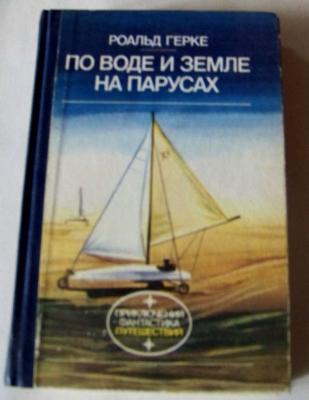 РОАЛЬД ГЕРКЕ
ПО ВОДЕ И ЗЕМЛЕ
НА ПАРУСАХ
ПРИКЛЮЧЕНИЯ
ФАНТАСТИКА
ПУТЕШЕСТВИЯ